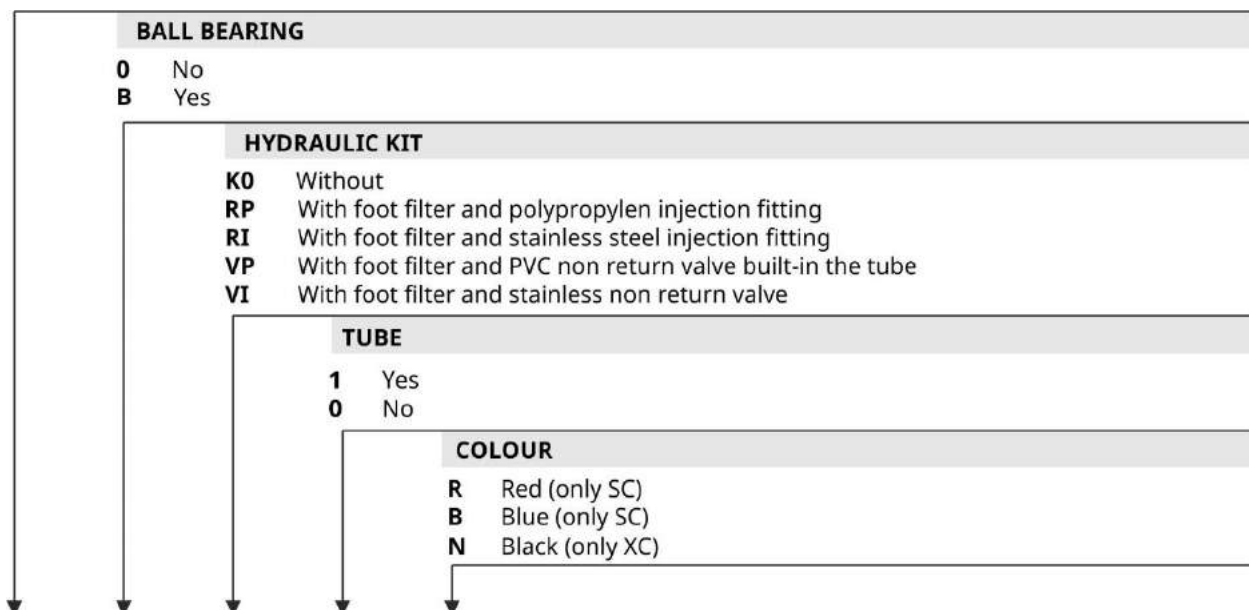 BALL BEARING
0 No
B Yes
HYDRAULIC KIT
K0 Without
RP With foot filter and polypropylen injection fitting
RI With foot filter and stainless steel injection fitting
VP With foot filter and PVC non return valve built-in the tube
VI With foot filter and stainless non return valve
TUBE
1 Yes
0 No
COLOUR
R Red (only SC)
B Blue (only SC)
N Black (only XC)